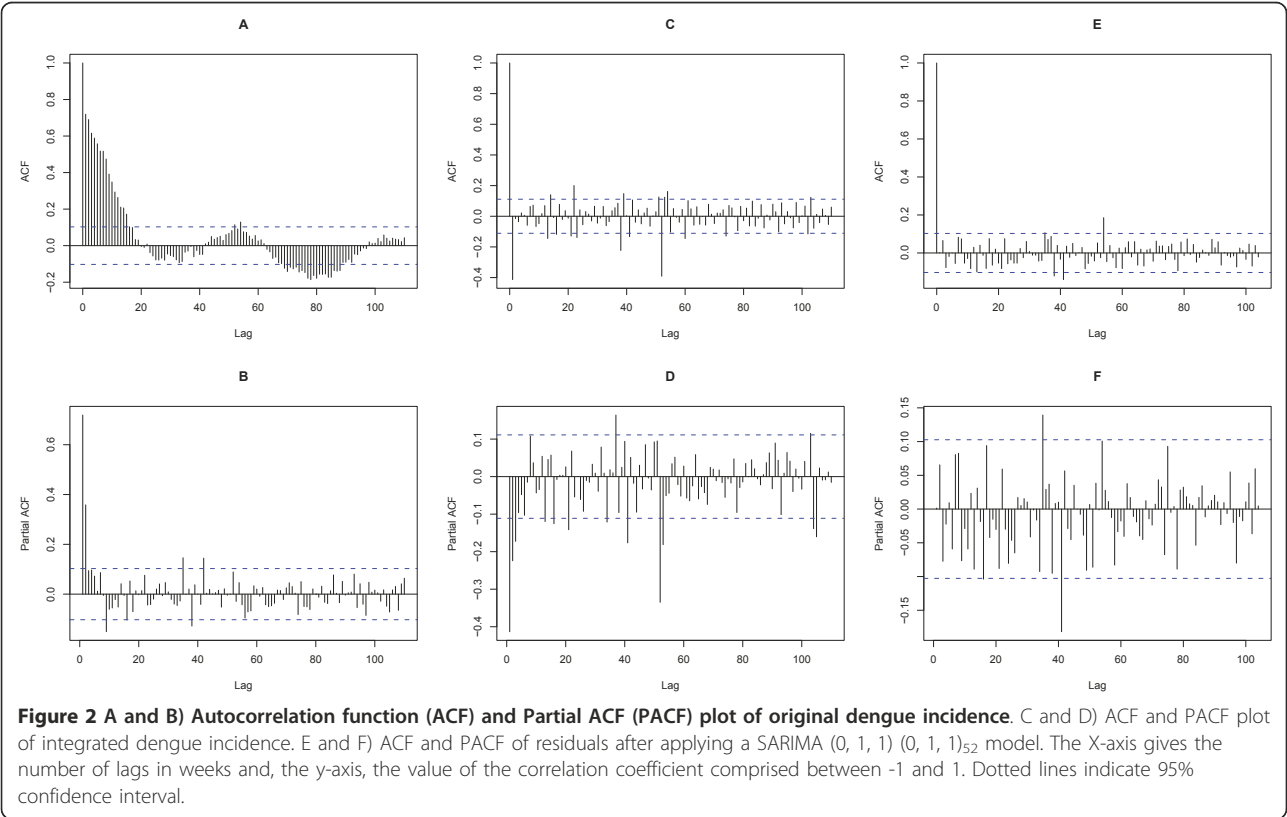 A
C
E
ACF
1.0
0.8
0.6
0.4
0.2
0.0
−0.2
0 20 40 60 80 100
Lag
ACF
1.0
0.8
0.6
0.4
0.2
0.0
−0.2
−0.4
0 20 40 60 80 100
Lag
ACF
1.0
0.8
0.6
0.4
0.2
0.0
0 20 40 60 80 100
Lag
B
D
F
Partial ACF
0.6
0.4
0.2
0.0
0 20 40 60 80 100
Lag
Partial ACF
0.1
0.0
−0.1
−0.2
−0.3
−0.4
0 20 40 60 80 100
Lag
Partial ACF
0.15
0.10
0.05
0.00
−0.05
−0.15
0 20 40 60 80 100
Lag
Figure 2 A and B) Autocorrelation function (ACF) and Partial ACF (PACF) plot of original dengue incidence. C and D) ACF and PACF plot
of integrated dengue incidence. E and F) ACF and PACF of residuals after applying a SARIMA (0, 1, 1) (0, 1, 1)52 model. The X-axis gives the
number of lags in weeks and, the y-axis, the value of the correlation coefficient comprised between -1 and 1. Dotted lines indicate 95%
confidence interval.